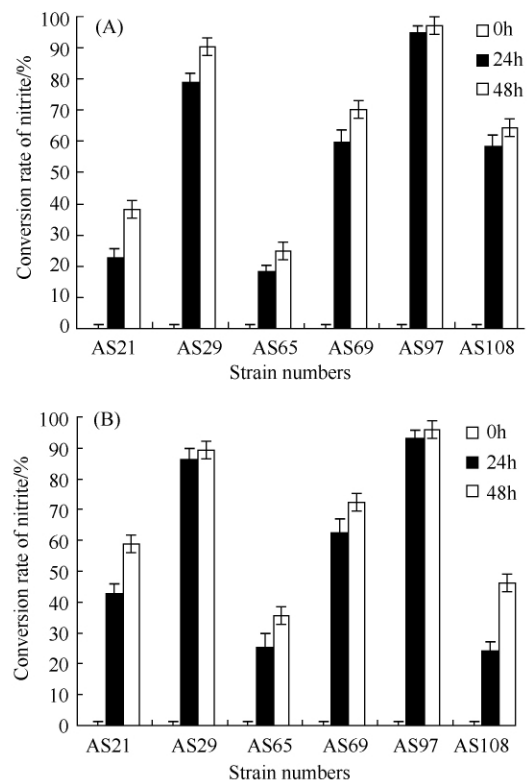 (A)
Conversion rate of nitrite/%
100
90
80
70
60
50
40
30
20
10
0
0h
24h
48h
AS21 AS29 AS65 AS69 AS97 AS108
Strain numbers
(B)
Conversion rate of nitrite/%
100
90
80
70
60
50
40
30
20
10
0
0h
24h
48h
AS21 AS29 AS65 AS69 AS97 AS108
Strain numbers